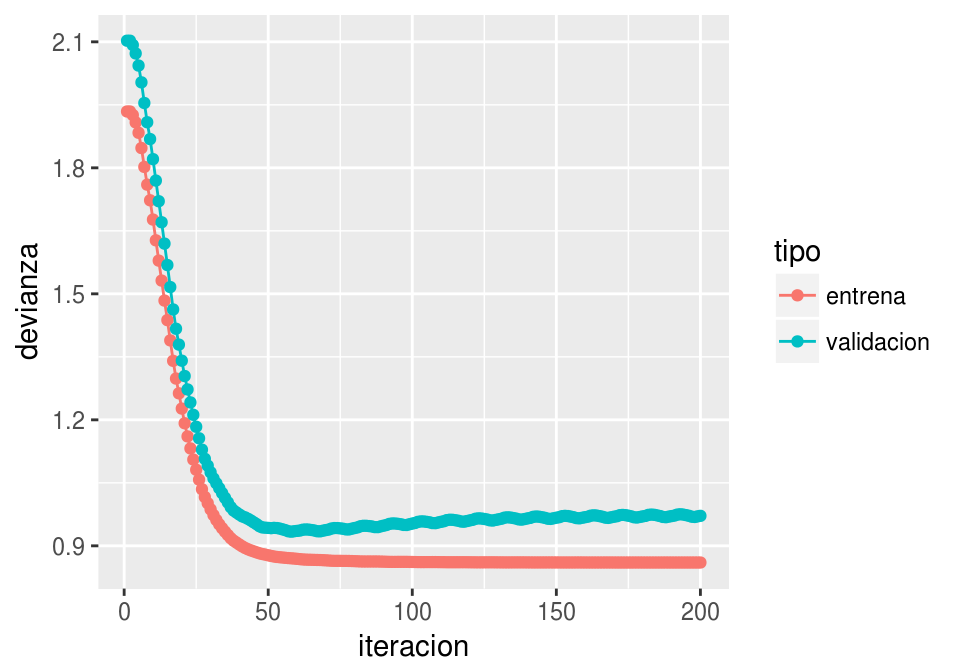 devianza
2.1
1.8
1.5
1.2
0.9
0
50
100
150
200
iteracion
tipo
entrena
validacion